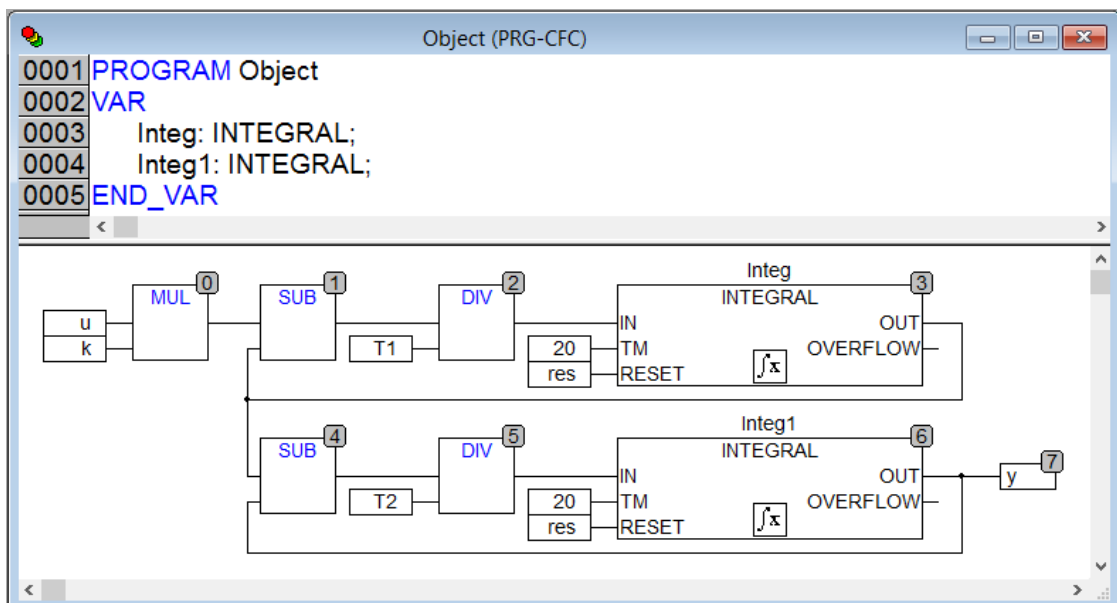 Object (PRG-CFC)
0001 PROGRAM Object
0002 VAR
0003 Integ: INTEGRAL;
0004 Integ1: INTEGRAL;
0005 END_VAR
Integ
MUL 0 SUB 1 DIV 2 INTEGRAL 3
u IN OUT
k T1 20 TM OVERFLOW
res RESET ∫x
Integ1
SUB 4 DIV 5 INTEGRAL 6
IN OUT y 7
T2 20 TM OVERFLOW
res RESET ∫x